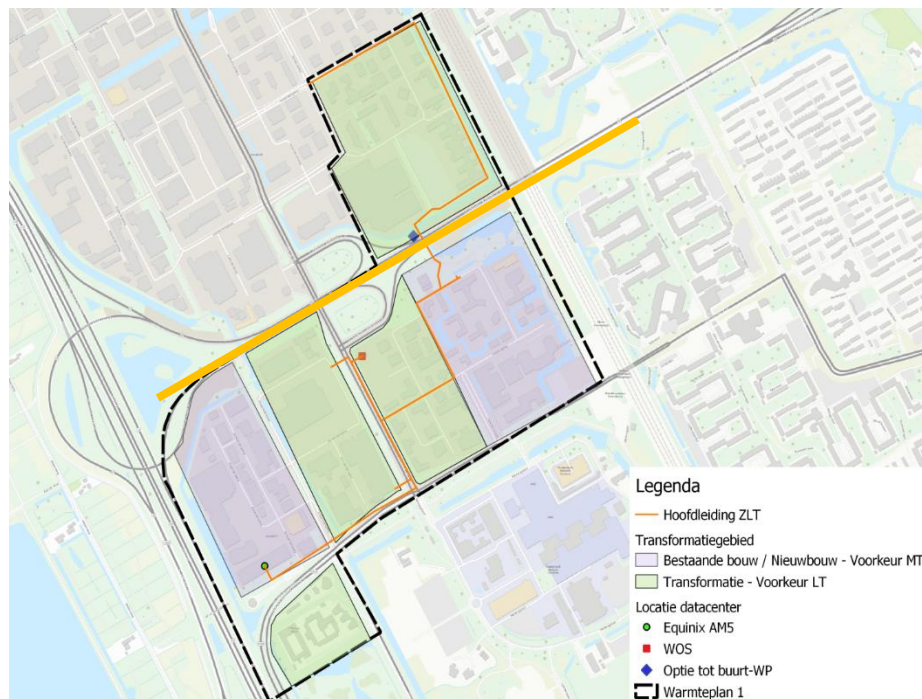 Legenda
Hoofdleiding ZLT
Transformatiegebied
Bestaande bouw / Nieuwbouw - Voorkeur MT
Transformatie - Voorkeur LT
Locatie datacenter
Equinix AM5
WOS
Optie tot buurt-WP
Warmteplan 1